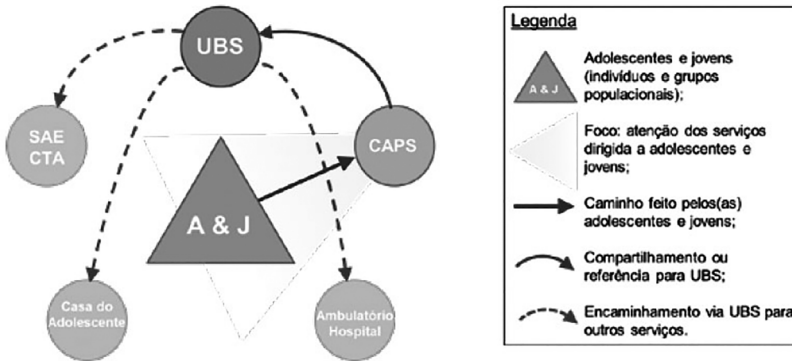 UBS
SAE
CTA
CAPS
A & J
Casa do
Adolescente
Ambulatório
Hospital
Legenda
A & J
Adolescentes e jovens
(indivíduos e grupos
populacionais);
Foco: atenção dos serviços
dirigida a adolescentes e
jovens;
Caminho feito pelos(as)
adolescentes e jovens;
Compartilhamento ou
referência para UBS;
Encaminhamento via UBS para
outros serviços.